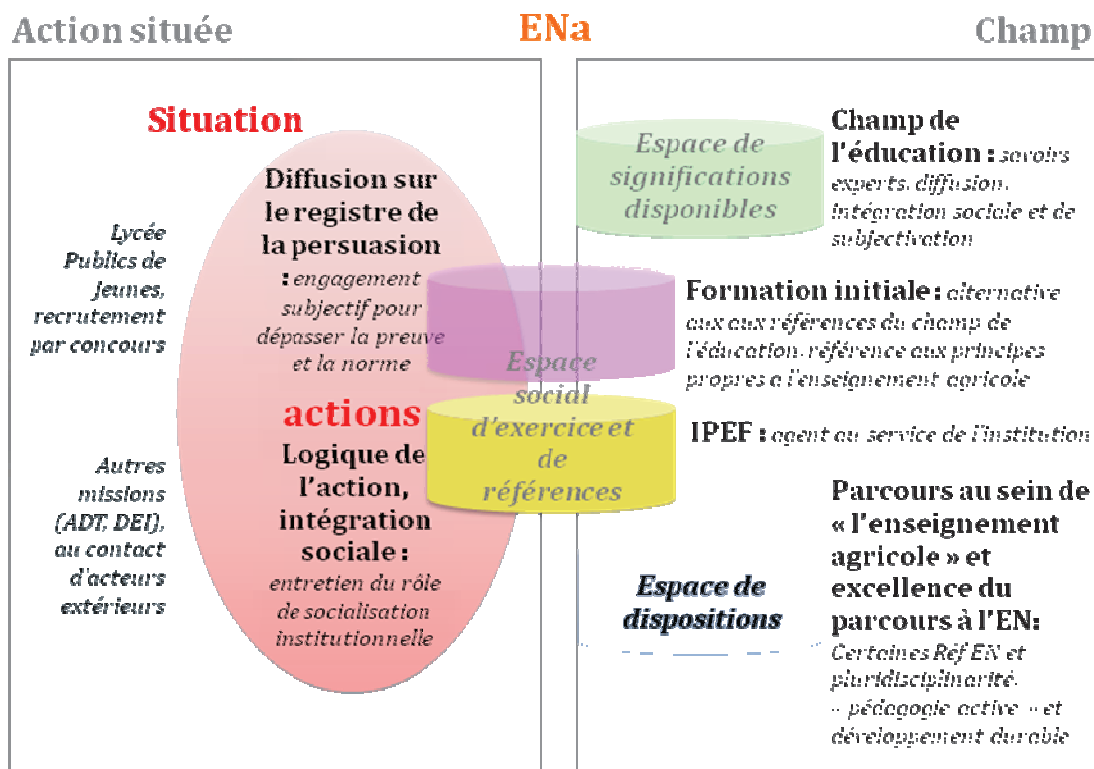 Action située
ENa
Champ
Situation
Diffusion sur
le registre de
la persuasion
: engagement
subjectif pour
dépasser la preuve
et la norme
Lycée
Publics de
jeunes,
recrutement
par concours
actions
Logique de
l'action,
intégration
sociale :
entretien du rôle
de socialisation
institutionnelle
Autres
missions
(ADT, DEI),
au contact
d'acteurs
extérieurs
Espace de
significations
disponibles
Espace
social
d'exercice et
de
références
Espace de
dispositions
Champ de
l'éducation : savoirs
experts, diffusion,
intégration sociale et de
subjectivation
Formation initiale : alternative
aux aux références du champ de
l'éducation, référence aux principes
propres a l'enseignement agricole
IPEF : agent au service de l'institution
Parcours au sein de
« l'enseignement
agricole » et
excellence du
parcours à l'EN:
Certaines Réf EN et
pluridisciplinarité,
« pédagogie active » et
développement durable